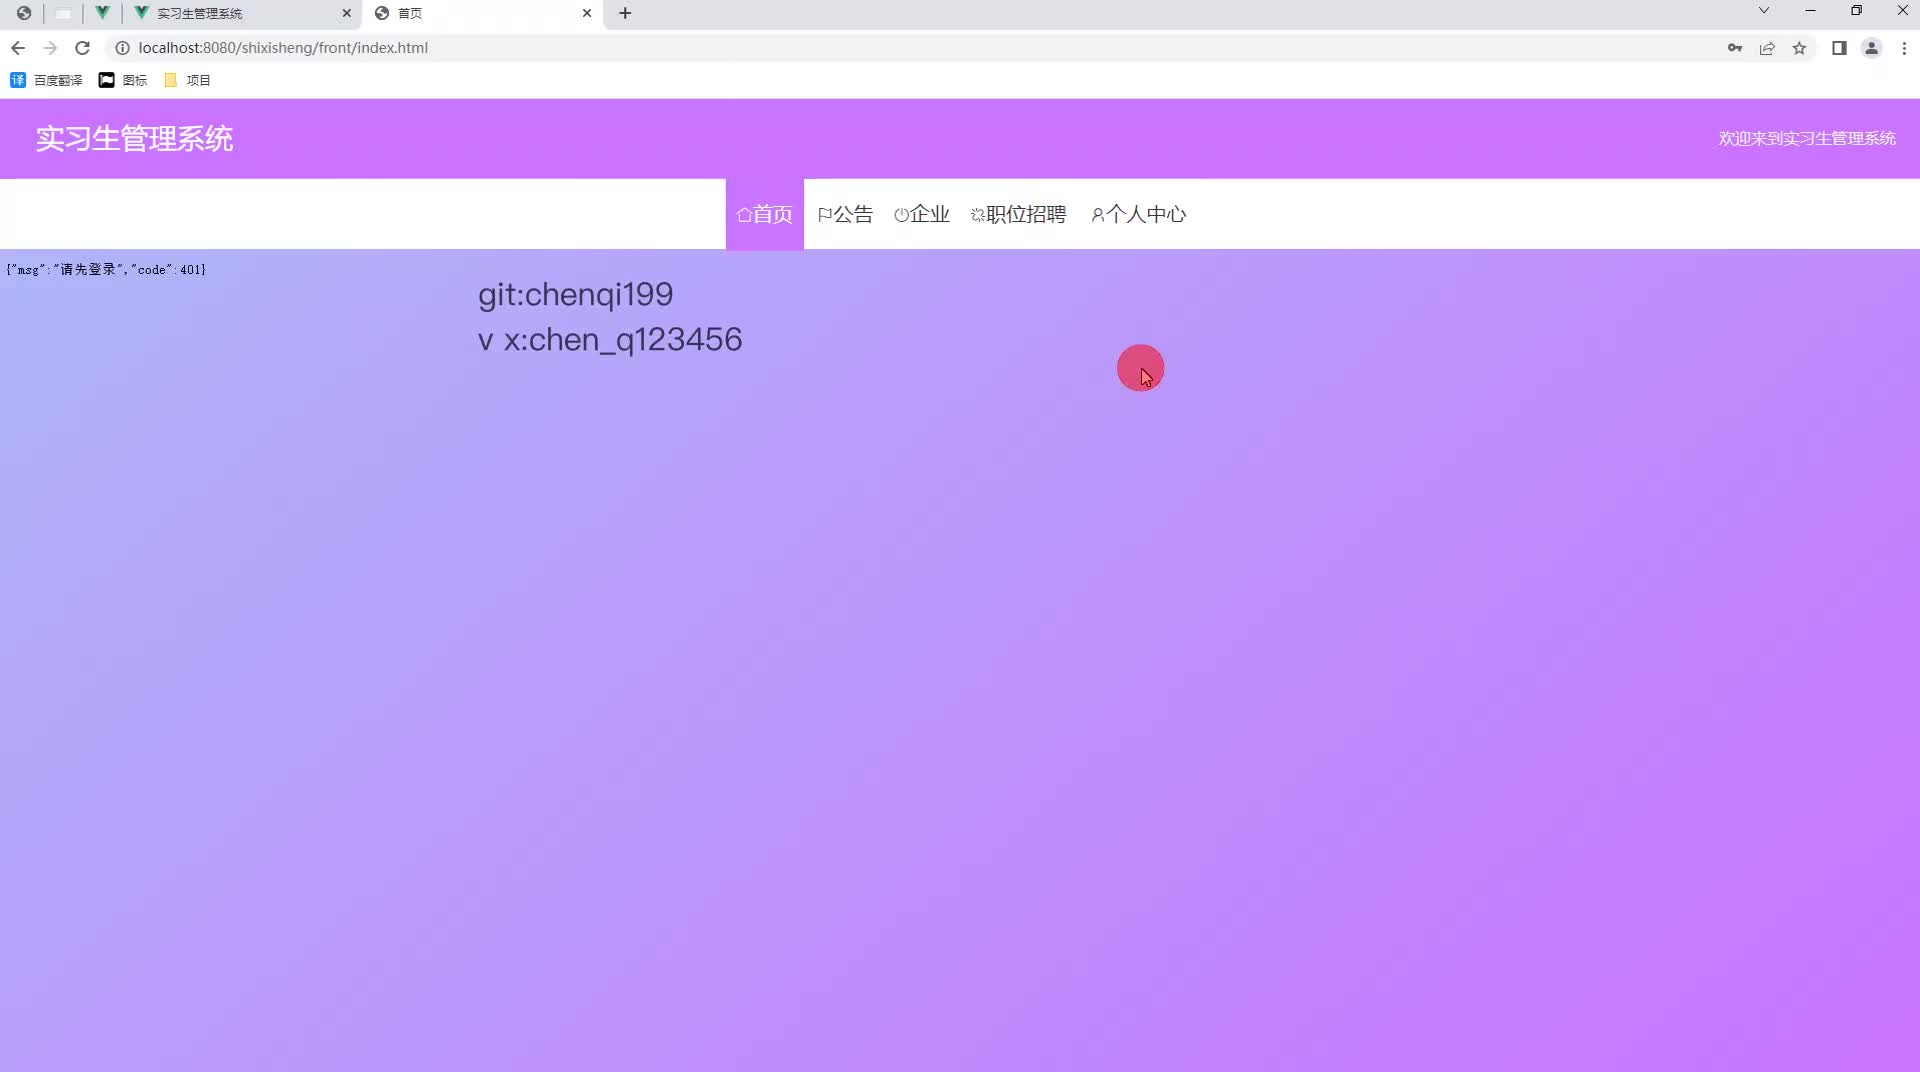 实习生管理系统
首页
localhost:8080/shixisheng/front/index.html
译 百度翻译 图标 项目
实习生管理系统
欢迎来到实习生管理系统
首页 公告 企业 职位招聘 个人中心
{"msg":"请先登录","code":401}
git:chenqi199
v x:chen_q123456